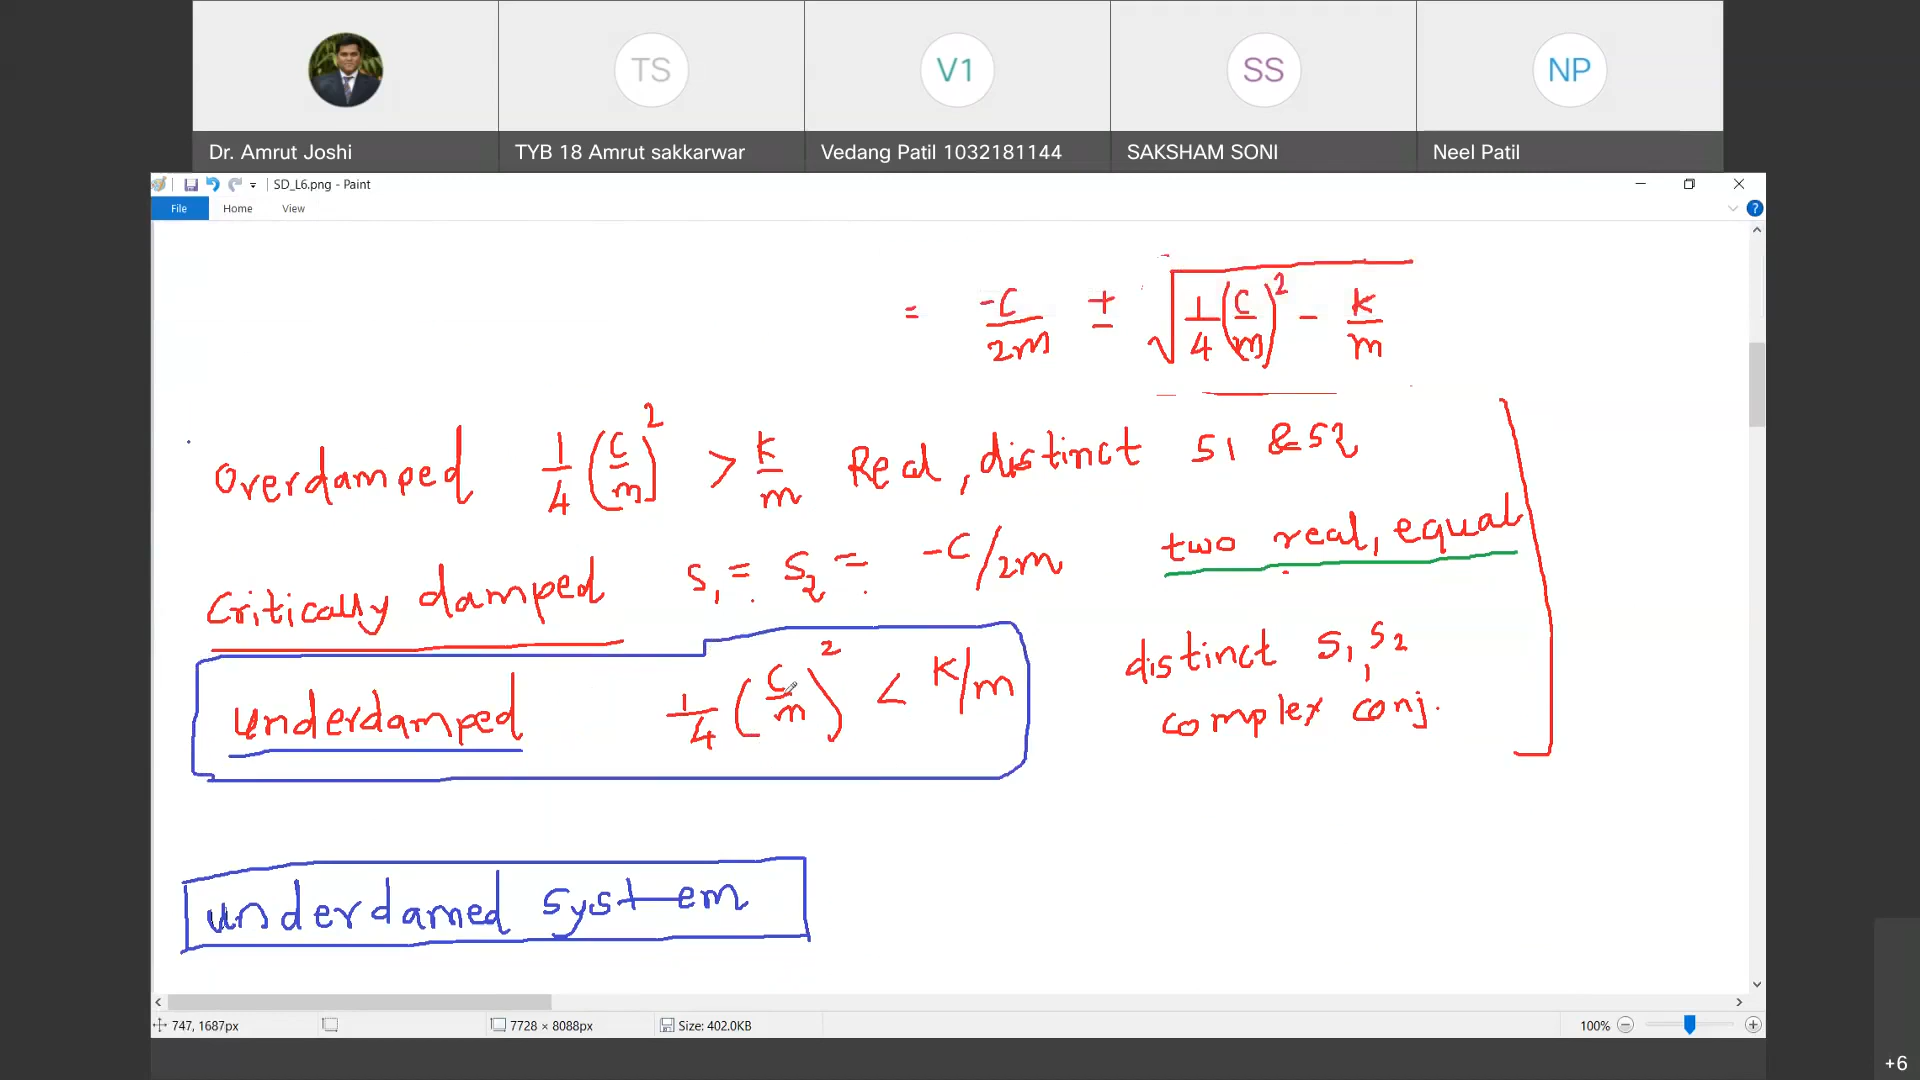 TS
V1
SS
NP
Dr. Amrut Joshi
TYB 18 Amrut sakkarwar
Vedang Patil 1032181144
SAKSHAM SONI
Neel Patil
SD_L6.png - Paint
File Home View
= -C/2m ± √(1/4 (C/m)² - K/m)
Overdamped 1/4 (C/m)² > K/m Real, distinct S1 & S2
Critically damped S₁ = S₂ = -C/2m two real, equal
underdamped 1/4 (C/m)² < K/m distinct S₁, S₂
complex conj.
underdamed system
747, 1687px
7728 × 8088px
Size: 402.0KB
100%
+6